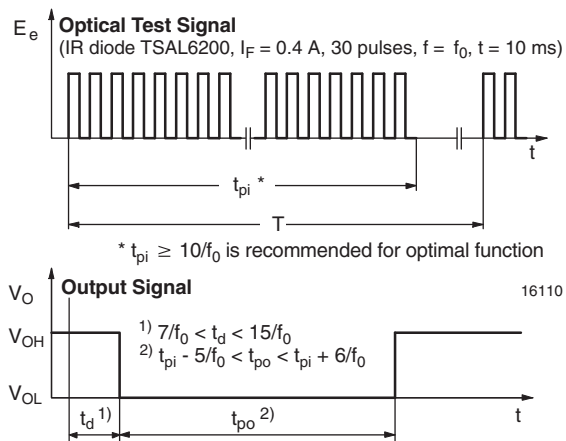 E_e
Optical Test Signal
(IR diode TSAL6200, I_F = 0.4 A, 30 pulses, f = f_0, t = 10 ms)
t
t_pi *
T
* t_pi ≥ 10/f_0 is recommended for optimal function
V_O
Output Signal
16110
V_OH
1) 7/f_0 < t_d < 15/f_0
2) t_pi - 5/f_0 < t_po < t_pi + 6/f_0
V_OL
t_d 1)
t_po 2)
t